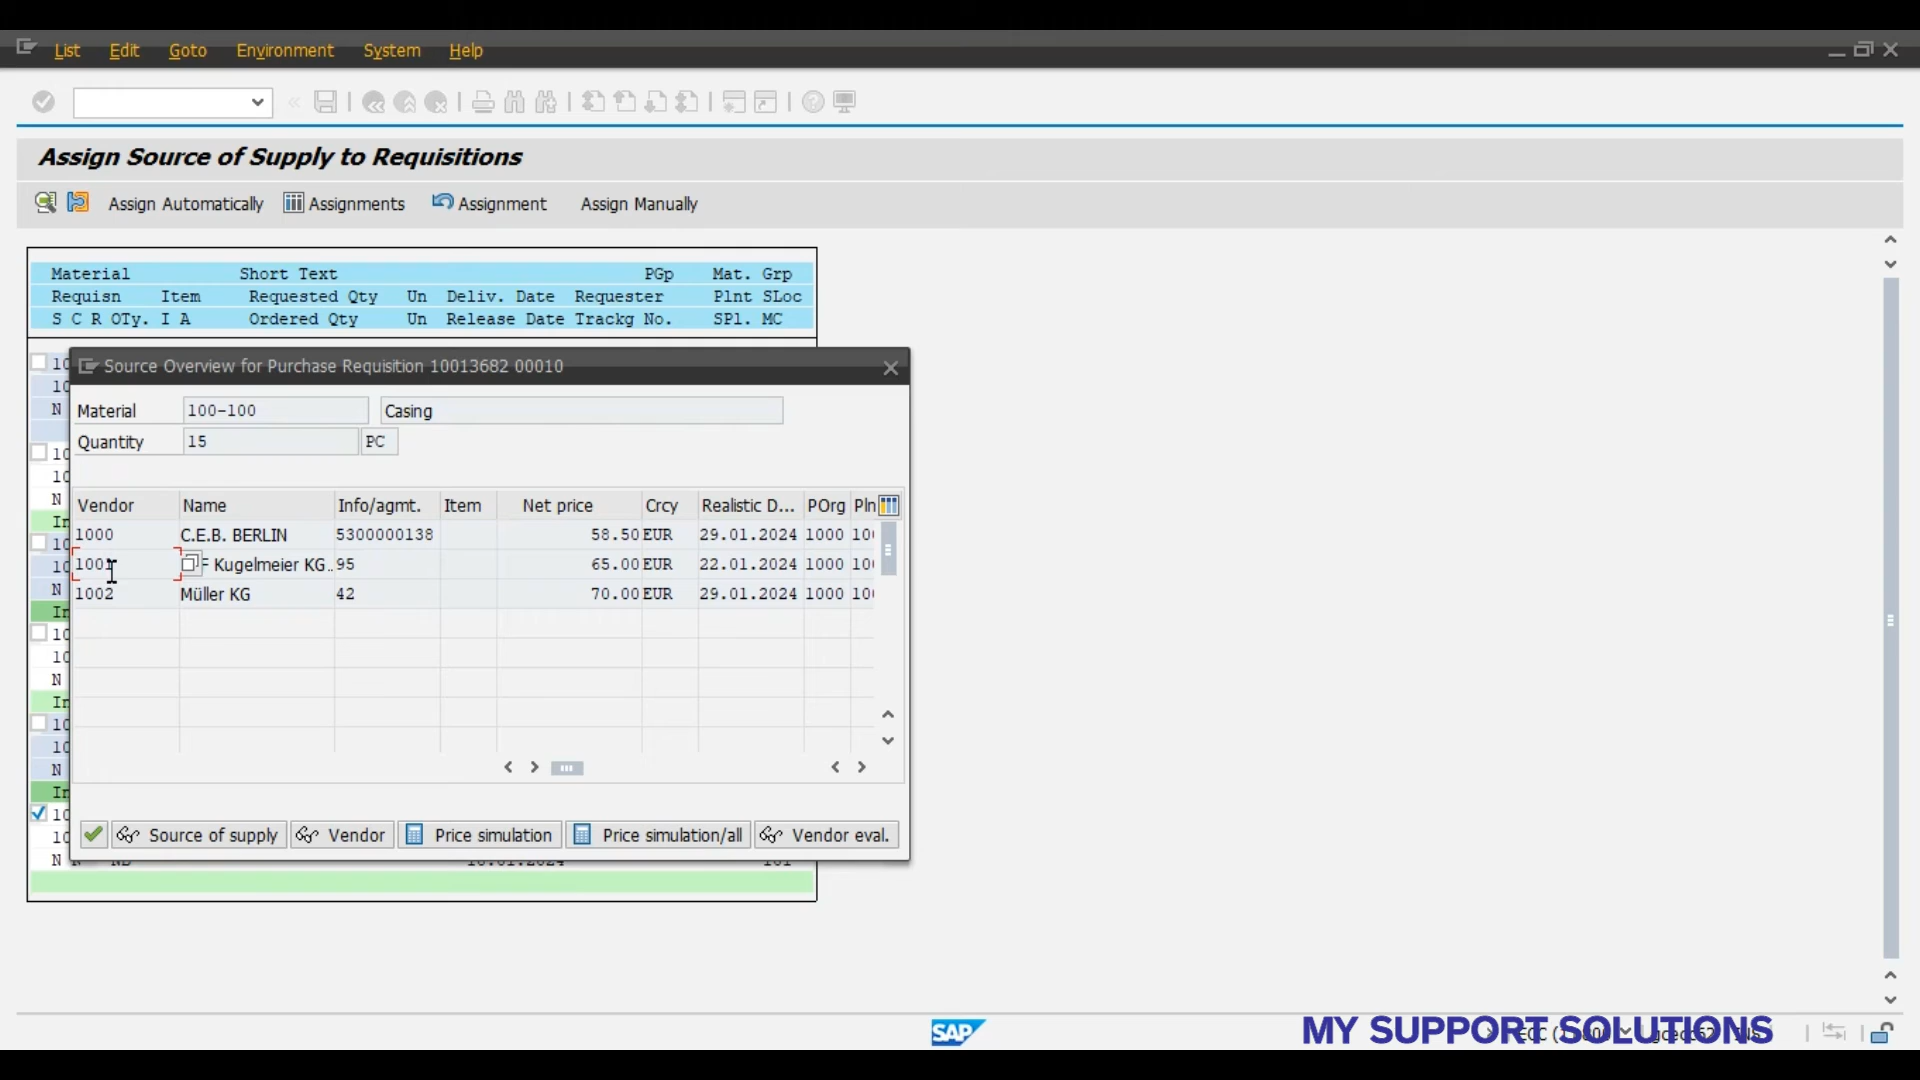 List Edit Goto Environment System Help
Assign Source of Supply to Requisitions
Assign Automatically Assignments Assignment Assign Manually
Material Short Text PGp Mat. Grp
Requisn Item Requested Qty Un Deliv. Date Requester Plnt SLoc
S C R OTy. I A Ordered Qty Un Release Date Trackg No. SPl. MC
Source Overview for Purchase Requisition 10013682 00010
Material 100-100 Casing
Quantity 15 PC
Vendor Name Info/agmt. Item Net price Crcy Realistic D... POrg Pln
1000 C.E.B. BERLIN 5300000138 58.50 EUR 29.01.2024 1000
Kugelmeier KG.. 95 65.00 EUR 22.01.2024 1000
1002 Müller KG 42 70.00 EUR 29.01.2024 1000
Source of supply Vendor Price simulation Price simulation/all Vendor eval.
SAP MY SUPPORT SOLUTIONS